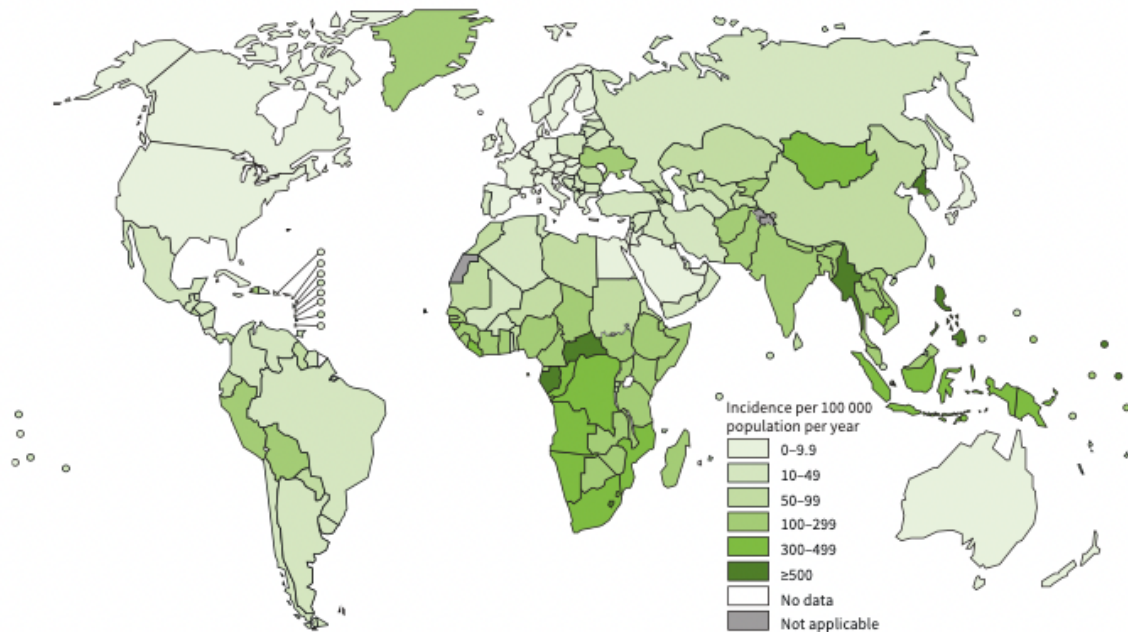 Incidence per 100 000
population per year
0–9.9
10–49
50–99
100–299
300–499
≥500
No data
Not applicable